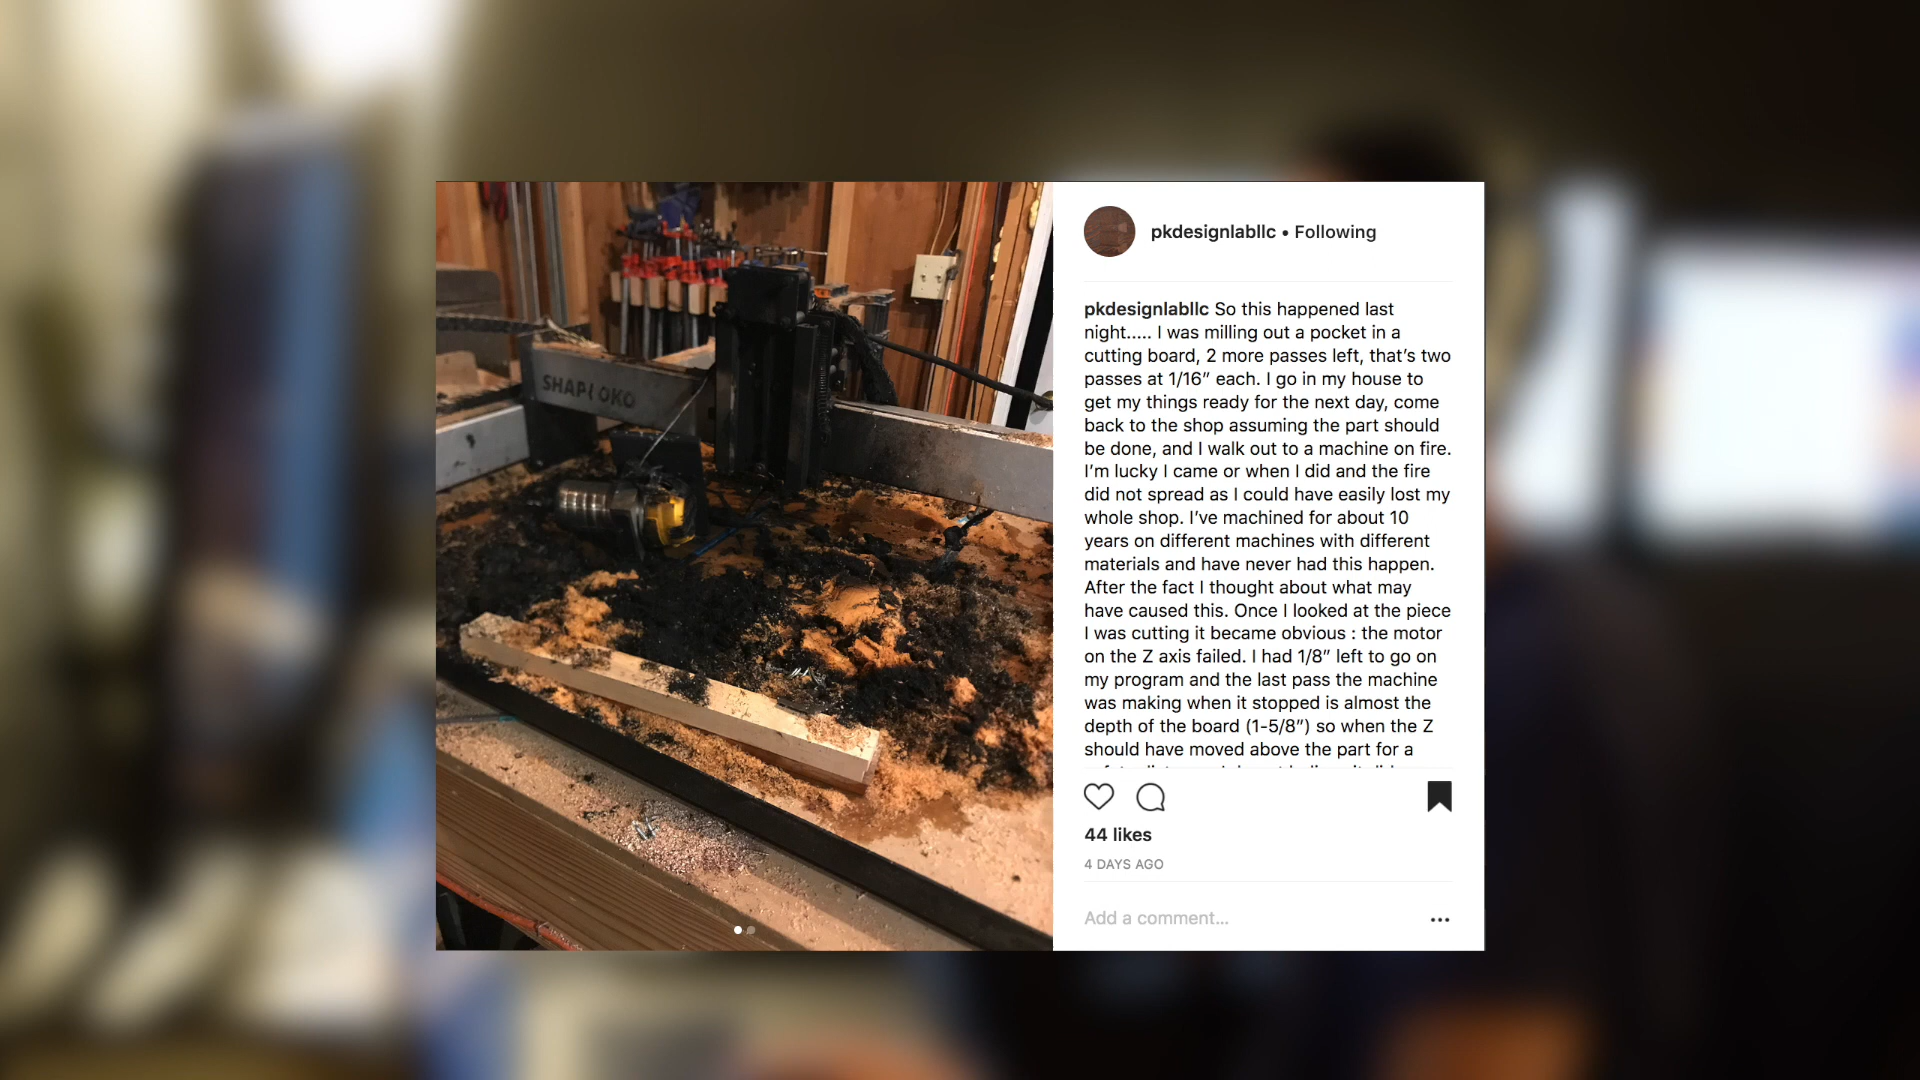 SHAPEOKO
pkdesignlabllc • Following
pkdesignlabllc So this happened last
night..... I was milling out a pocket in a
cutting board, 2 more passes left, that’s two
passes at 1/16” each. I go in my house to
get my things ready for the next day, come
back to the shop assuming the part should
be done, and I walk out to a machine on fire.
I’m lucky I came or when I did and the fire
did not spread as I could have easily lost my
whole shop. I’ve machined for about 10
years on different machines with different
materials and have never had this happen.
After the fact I thought about what may
have caused this. Once I looked at the piece
I was cutting it became obvious : the motor
on the Z axis failed. I had 1/8” left to go on
my program and the last pass the machine
was making when it stopped is almost the
depth of the board (1-5/8”) so when the Z
should have moved above the part for a
44 likes
4 DAYS AGO
Add a comment...